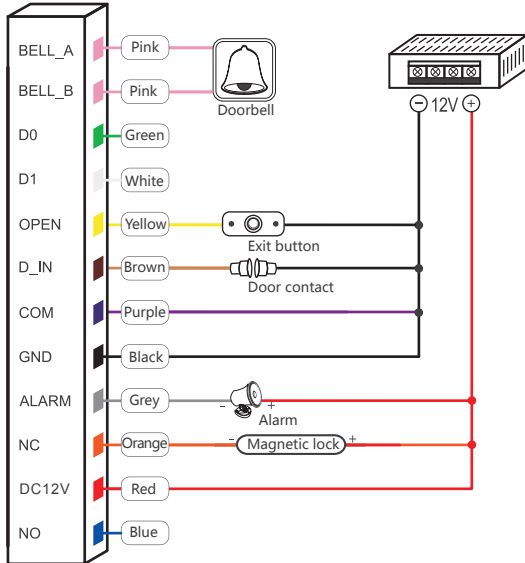 BELL_A Pink
BELL_B Pink
Doorbell
− 12V +
D0 Green
D1 White
OPEN Yellow
Exit button
D_IN Brown
Door contact
COM Purple
GND Black
ALARM Grey − +
Alarm
NC Orange − Magnetic lock +
DC12V Red
NO Blue